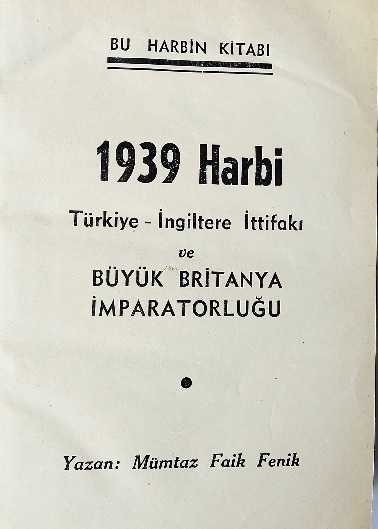 BU HARBİN KİTABI
1939 Harbi
Türkiye - İngiltere İttifakı
ve
BÜYÜK BRİTANYA
İMPARATORLUĞU
Yazan: Mümtaz Faik Fenik